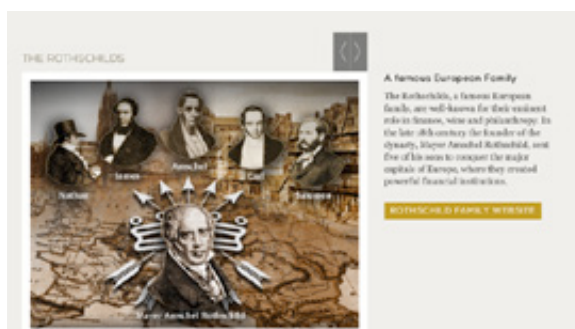 THE ROTHSCHILDS
A famous European Family
The Rothschilds, a famous European
family, are well-known for their eminent
role in finance, wine and philanthropy. In
the late 18th century the founder of the
dynasty, Mayer Amschel Rothschild, sent
five of his sons to conquer the major
capitals of Europe, where they created
powerful financial institutions.
ROTHSCHILD FAMILY WEBSITE
Amschel
James
Carl
Nathan
Salomon
Mayer Amschel Rothschild